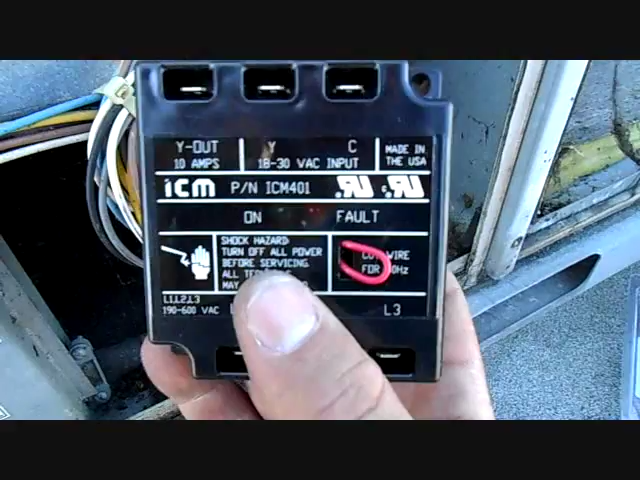 Y-OUT
10 AMPS
Y C
18-30 VAC INPUT
MADE IN
THE USA
icm P/N ICM401
ON FAULT
SHOCK HAZARD
TURN OFF ALL POWER
BEFORE SERVICING
ALL
MAY
WIRE
FOR
L1,L2,L3
190-600 VAC
L3